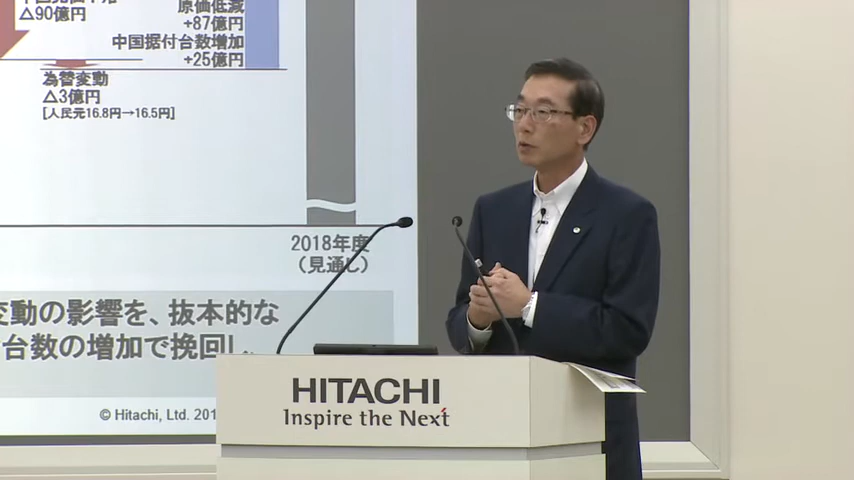 △90億円
原価低減
+87億円
中国据付台数増加
+25億円
為替変動
△3億円
[人民元16.8円→16.5円]
2018年度
(見通し)
変動の影響を、抜本的な
台数の増加で挽回し、
© Hitachi, Ltd. 201
HITACHI
Inspire the Next